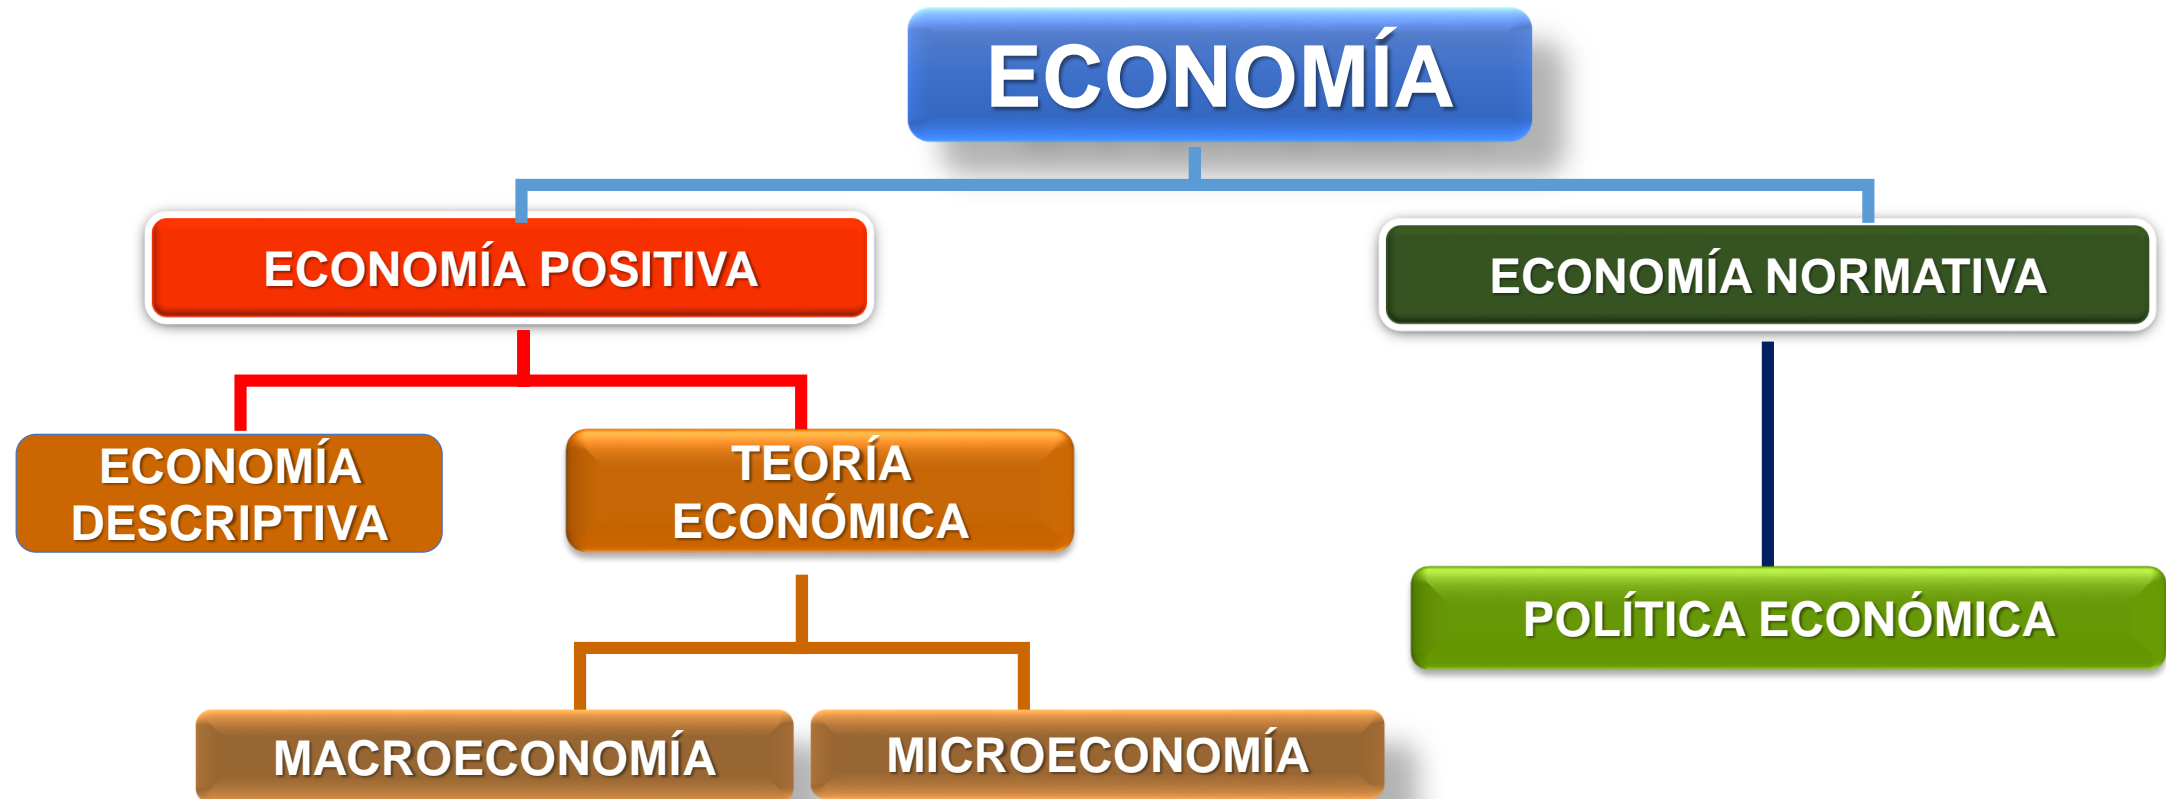 ECONOMÍA
ECONOMÍA POSITIVA
ECONOMÍA NORMATIVA
ECONOMÍA
DESCRIPTIVA
TEORÍA
ECONÓMICA
POLÍTICA ECONÓMICA
MACROECONOMÍA
MICROECONOMÍA